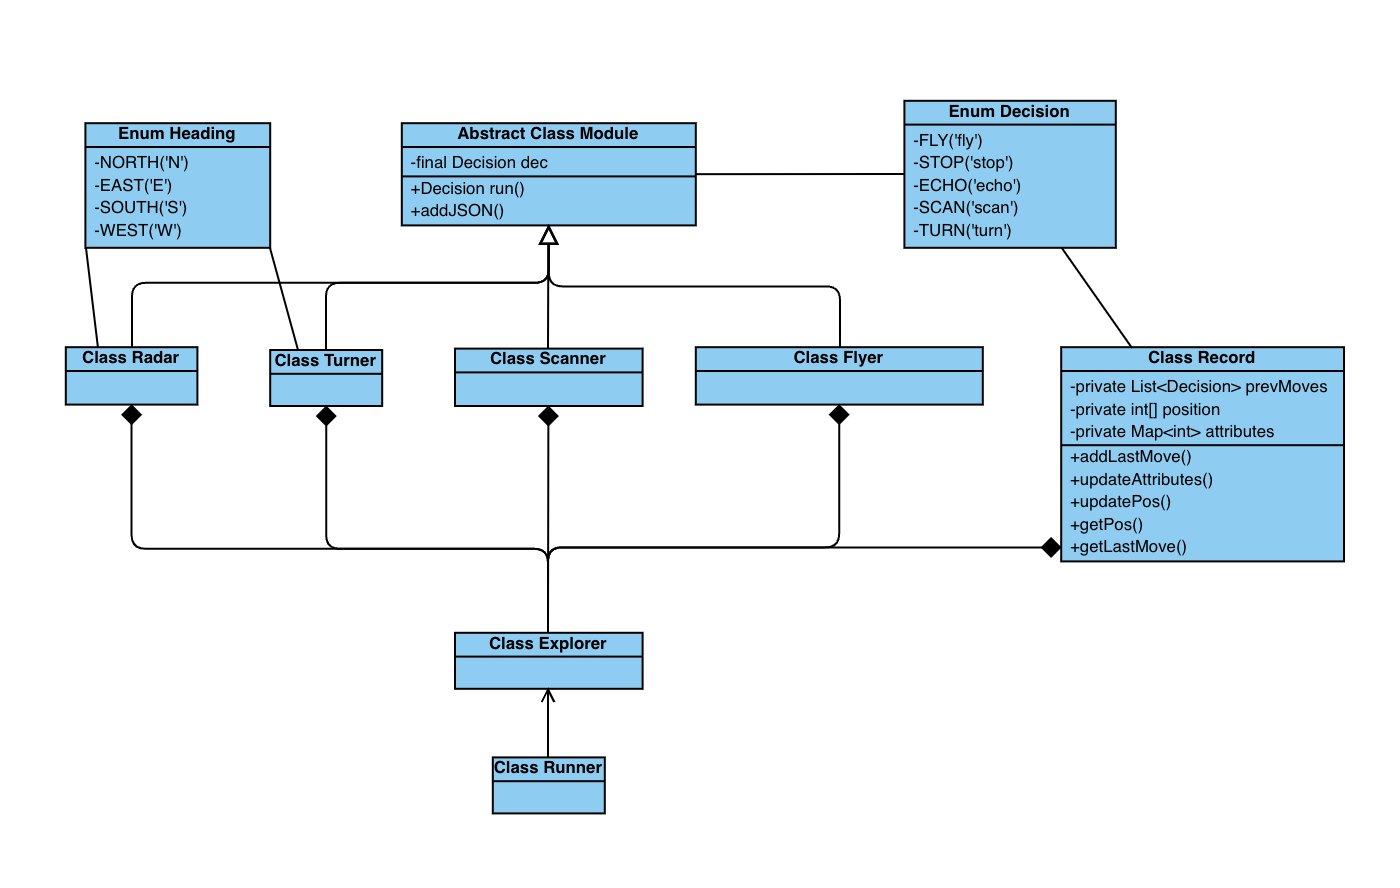 Enum Heading
-NORTH('N')
-EAST('E')
-SOUTH('S')
-WEST('W')
Abstract Class Module
-final Decision dec
+Decision run()
+addJSON()
Enum Decision
-FLY('fly')
-STOP('stop')
-ECHO('echo')
-SCAN('scan')
-TURN('turn')
Class Radar
Class Turner
Class Scanner
Class Flyer
Class Record
-private List<Decision> prevMoves
-private int[] position
-private Map<int> attributes
+addLastMove()
+updateAttributes()
+updatePos()
+getPos()
+getLastMove()
Class Explorer
Class Runner